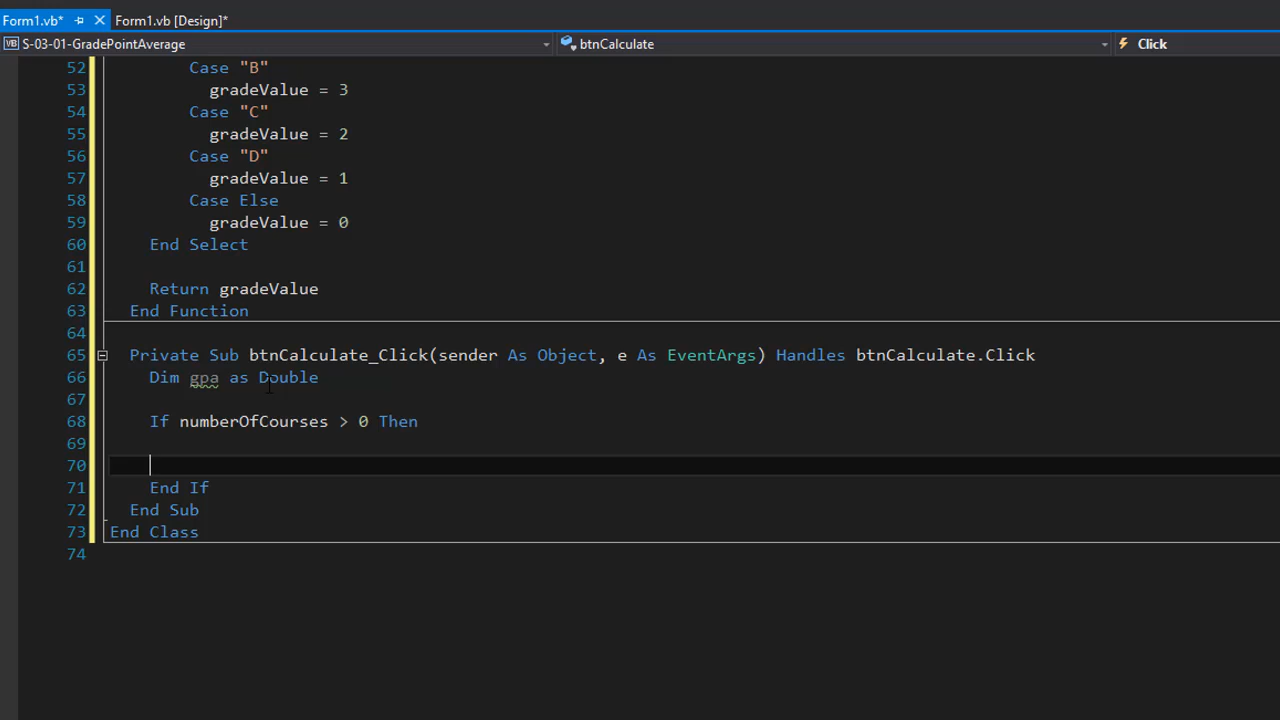 Form1.vb* Form1.vb [Design]*
VB S-03-01-GradePointAverage btnCalculate Click
52 Case "B"
53 gradeValue = 3
54 Case "C"
55 gradeValue = 2
56 Case "D"
57 gradeValue = 1
58 Case Else
59 gradeValue = 0
60 End Select
61
62 Return gradeValue
63 End Function
64
65 Private Sub btnCalculate_Click(sender As Object, e As EventArgs) Handles btnCalculate.Click
66 Dim gpa as Double
67
68 If numberOfCourses > 0 Then
69
70
71 End If
72 End Sub
73 End Class
74